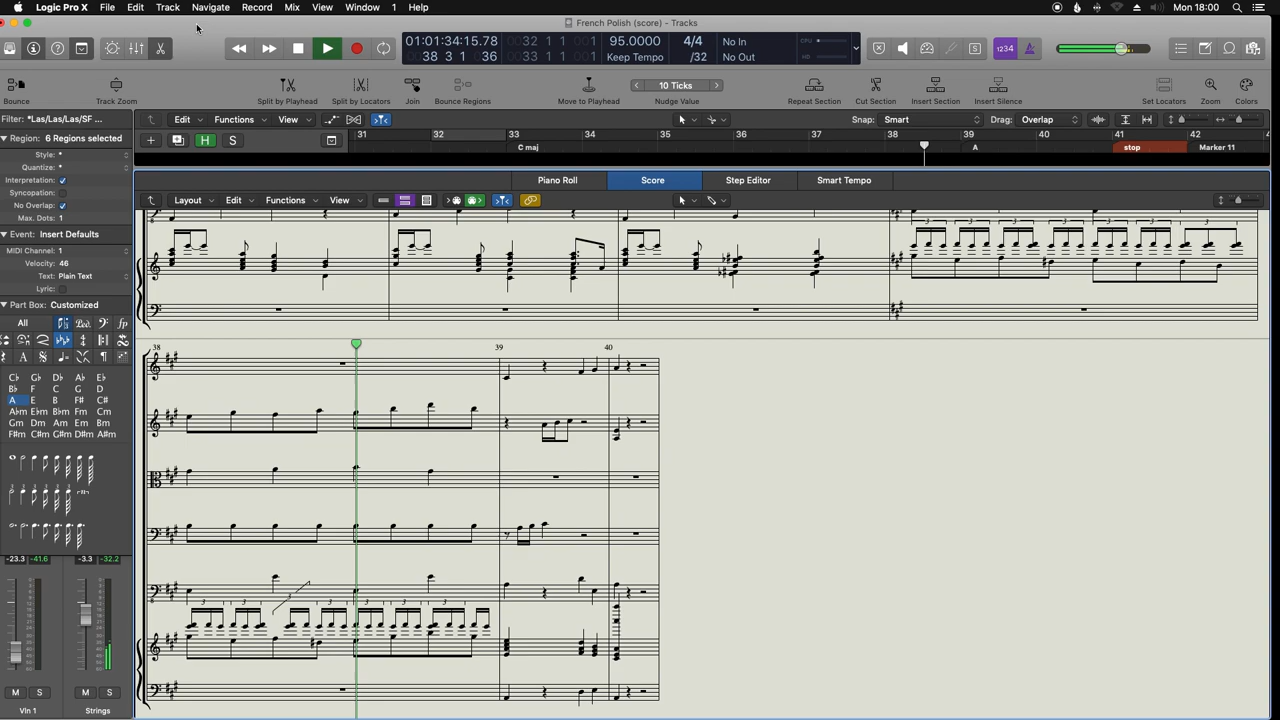 Logic Pro X File Edit Track Navigate Record Mix View Window 1 Help Mon 18:00
French Polish (score) - Tracks
01:01:34:15.78 0032 1 1 001 95.0000 4/4 No In CPU
38 3 1 036 Keep Tempo /32 No Out 1234
Bounce Track Zoom Split by Playhead Split by Locators Join Bounce Regions Move to Playhead 10 Ticks Nudge Value Repeat Section Cut Section Insert Section Insert Silence Set Locators Zoom Colors
Filter: *Las/Las/Las/SF ... Edit Functions View Snap: Smart Drag: Overlap
Region: 6 Regions selected H S 31 32 33 34 35 36 37 38 39 40 41 42
C maj A stop Marker 11
Style: *
Quantize: *
Interpretation:
Syncopation:
No Overlap:
Max. Dots: 1
Piano Roll Score Step Editor Smart Tempo
Layout Edit Functions View
Event: Insert Defaults
MIDI Channel: 1
Velocity: 46
Text: Plain Text
Lyric:
Part Box: Customized
All
C♭ G♭ D♭ A♭ E♭
B♭ F C G D
A E B F# C#
A♭m E♭m B♭m Fm Cm
Gm Dm Am Em Bm
F#m C#m G#m D#m A#m
38 39 40
-23.3 -41.6 -3.3 -32.2
M S M S
Vln 1 Strings